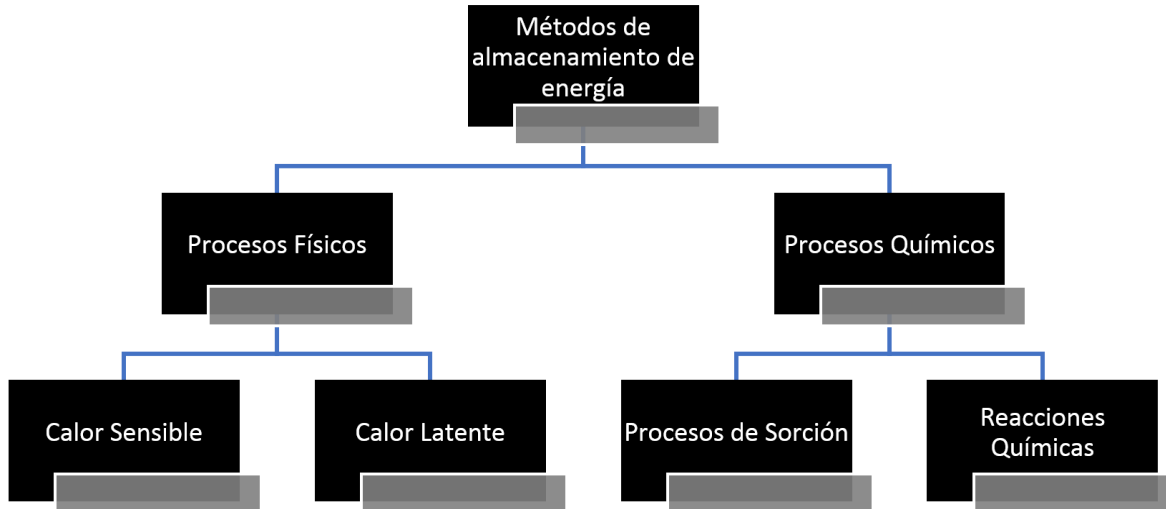 Métodos de
almacenamiento de
energía
Procesos Físicos
Procesos Químicos
Calor Sensible
Calor Latente
Procesos de Sorción
Reacciones
Químicas